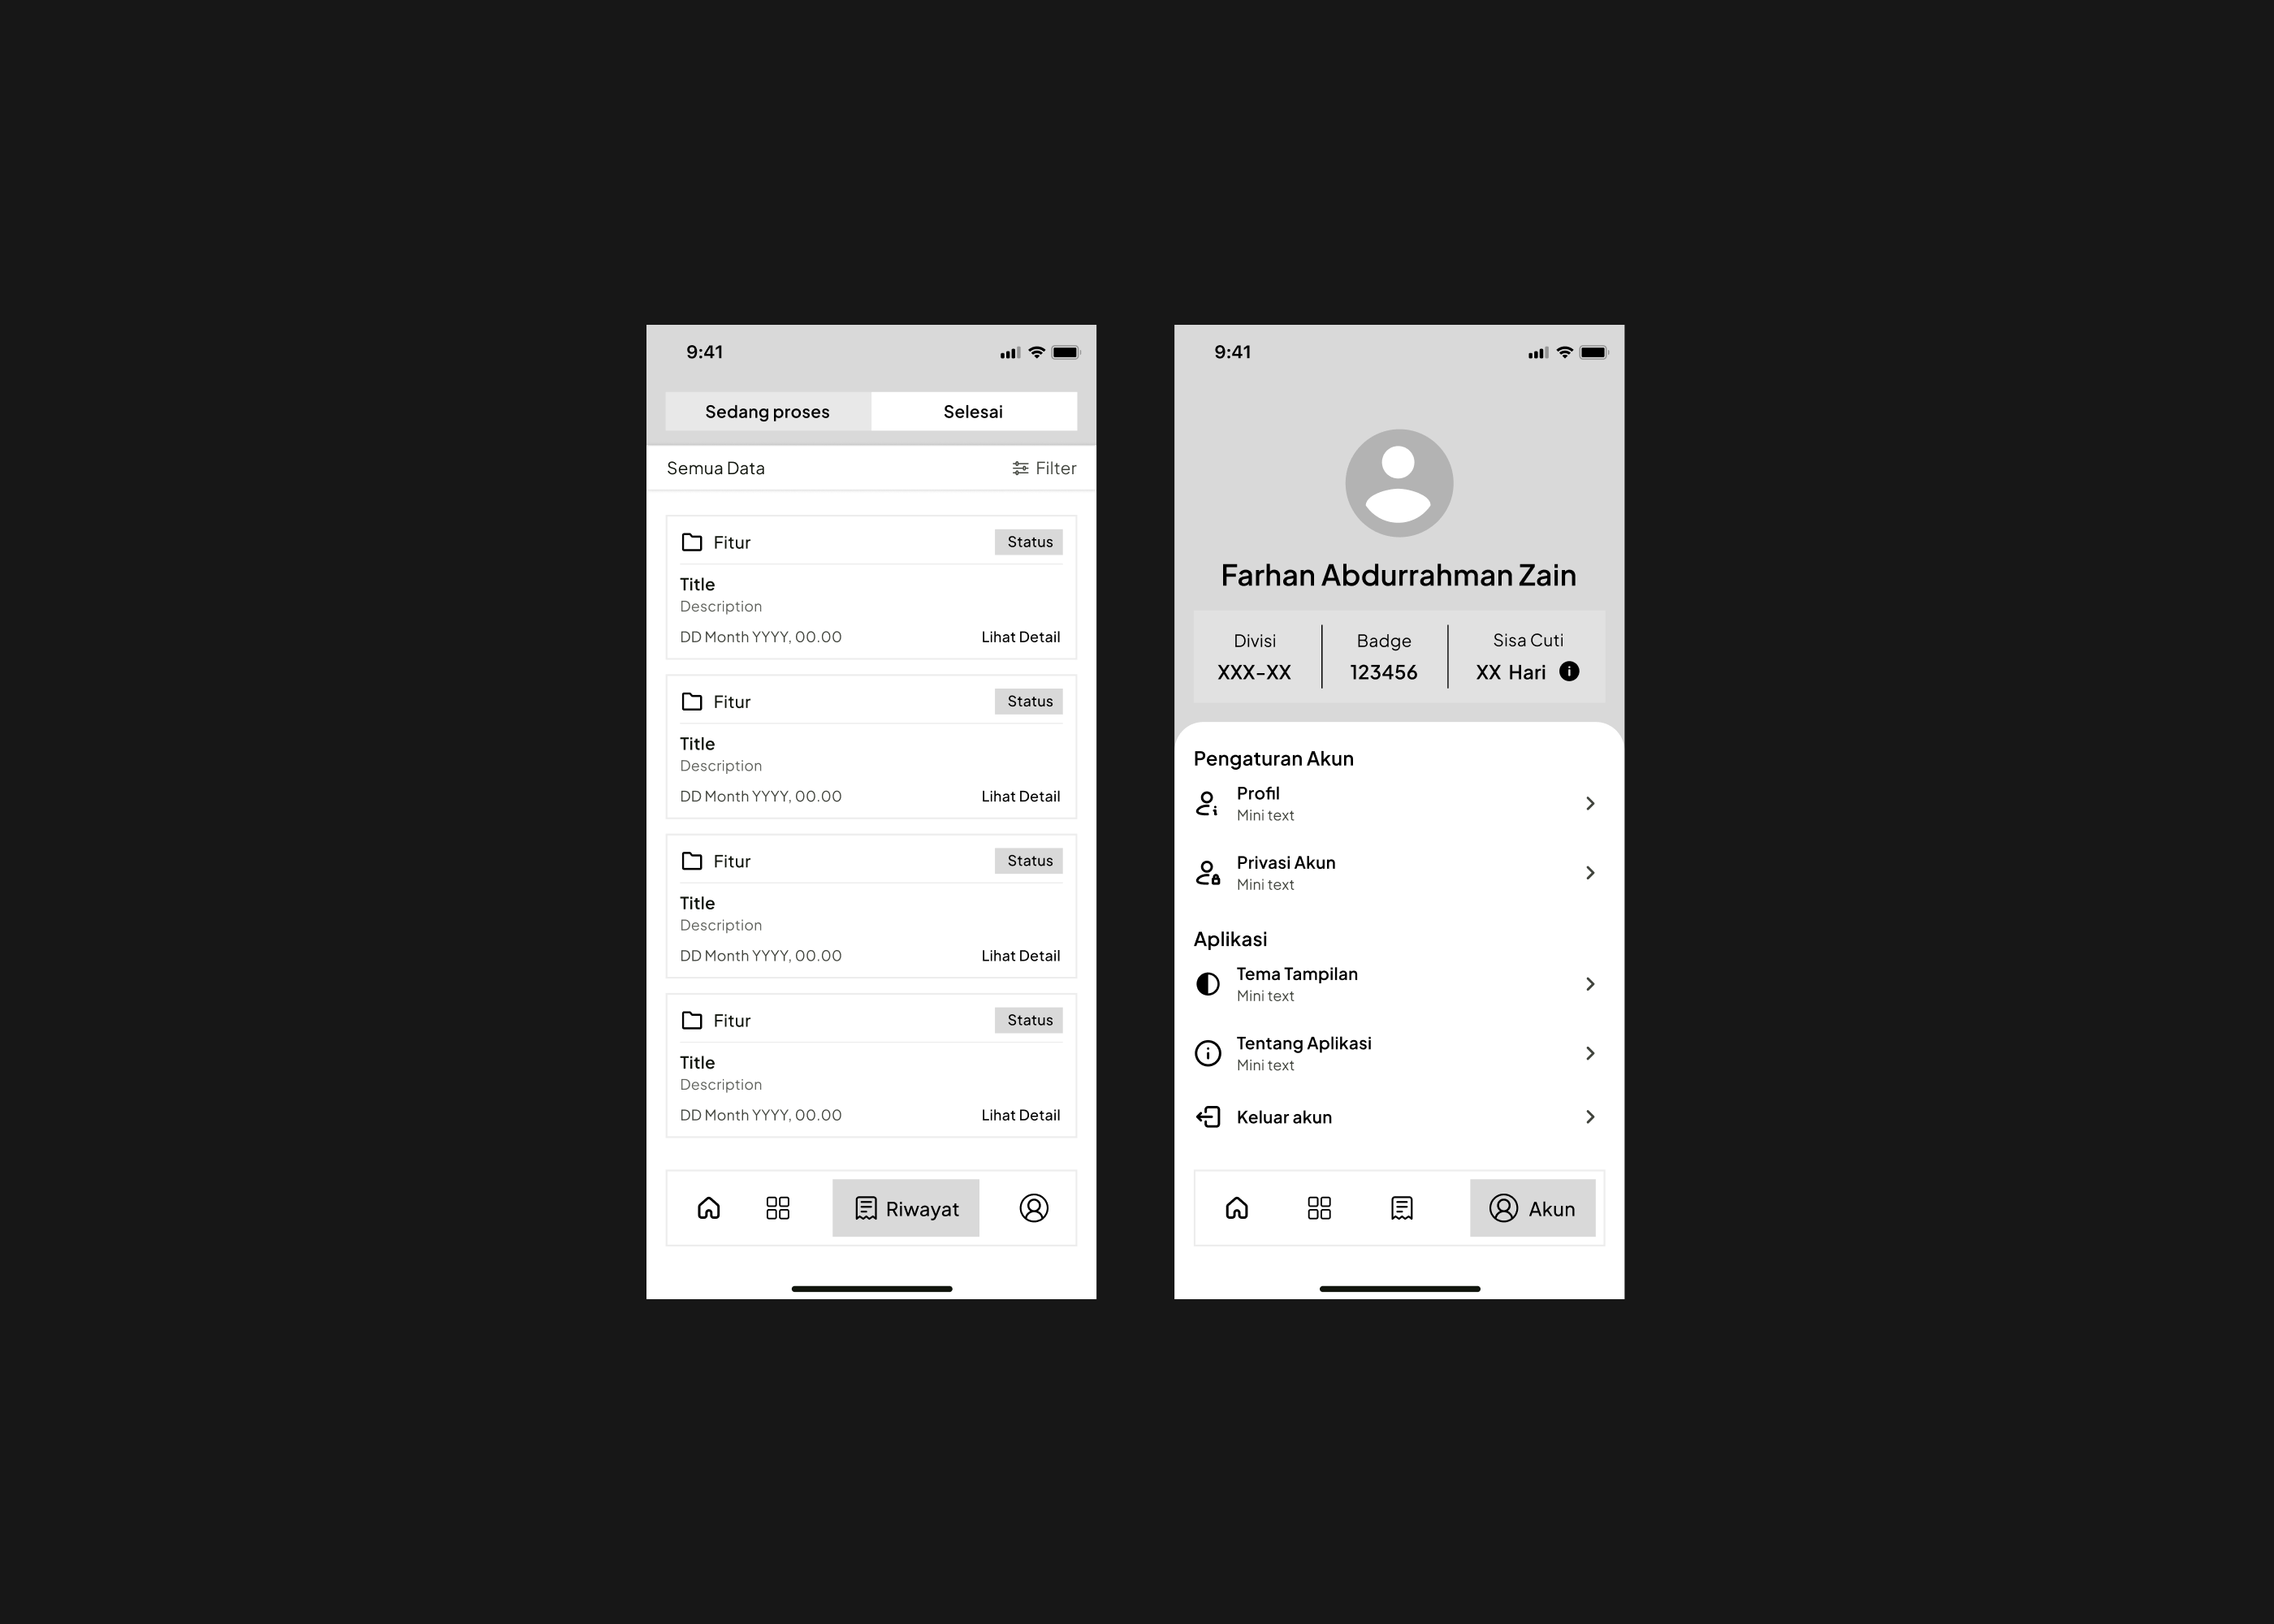 9:41
Sedang proses Selesai
Semua Data Filter
Fitur Status
Title
Description
DD Month YYYY, 00.00 Lihat Detail
Fitur Status
Title
Description
DD Month YYYY, 00.00 Lihat Detail
Fitur Status
Title
Description
DD Month YYYY, 00.00 Lihat Detail
Fitur Status
Title
Description
DD Month YYYY, 00.00 Lihat Detail
Riwayat
9:41
Farhan Abdurrahman Zain
Divisi Badge Sisa Cuti
XXX-XX 123456 XX Hari
Pengaturan Akun
Profil
Mini text
Privasi Akun
Mini text
Aplikasi
Tema Tampilan
Mini text
Tentang Aplikasi
Mini text
Keluar akun
Akun